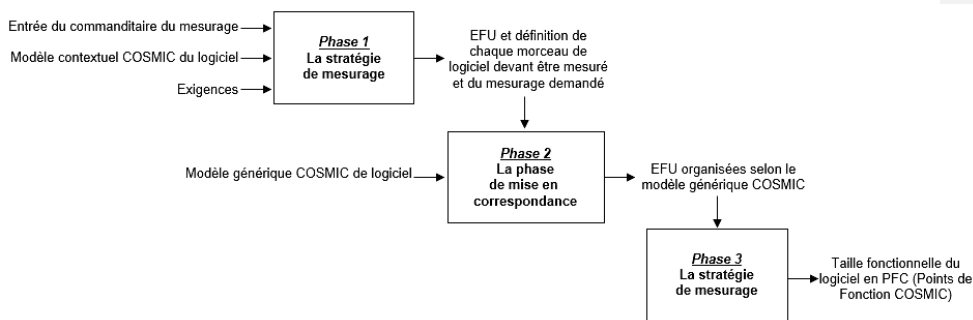 Entrée du commanditaire du mesurage
Modèle contextuel COSMIC du logiciel
Exigences
Phase 1
La stratégie
de mesurage
EFU et définition de
chaque morceau de
logiciel devant être mesuré
et du mesurage demandé
Modèle générique COSMIC de logiciel
Phase 2
La phase
de mise en
correspondance
EFU organisées selon le
modèle générique COSMIC
Phase 3
La stratégie
de mesurage
Taille fonctionnelle du
logiciel en PFC (Points de
Fonction COSMIC)